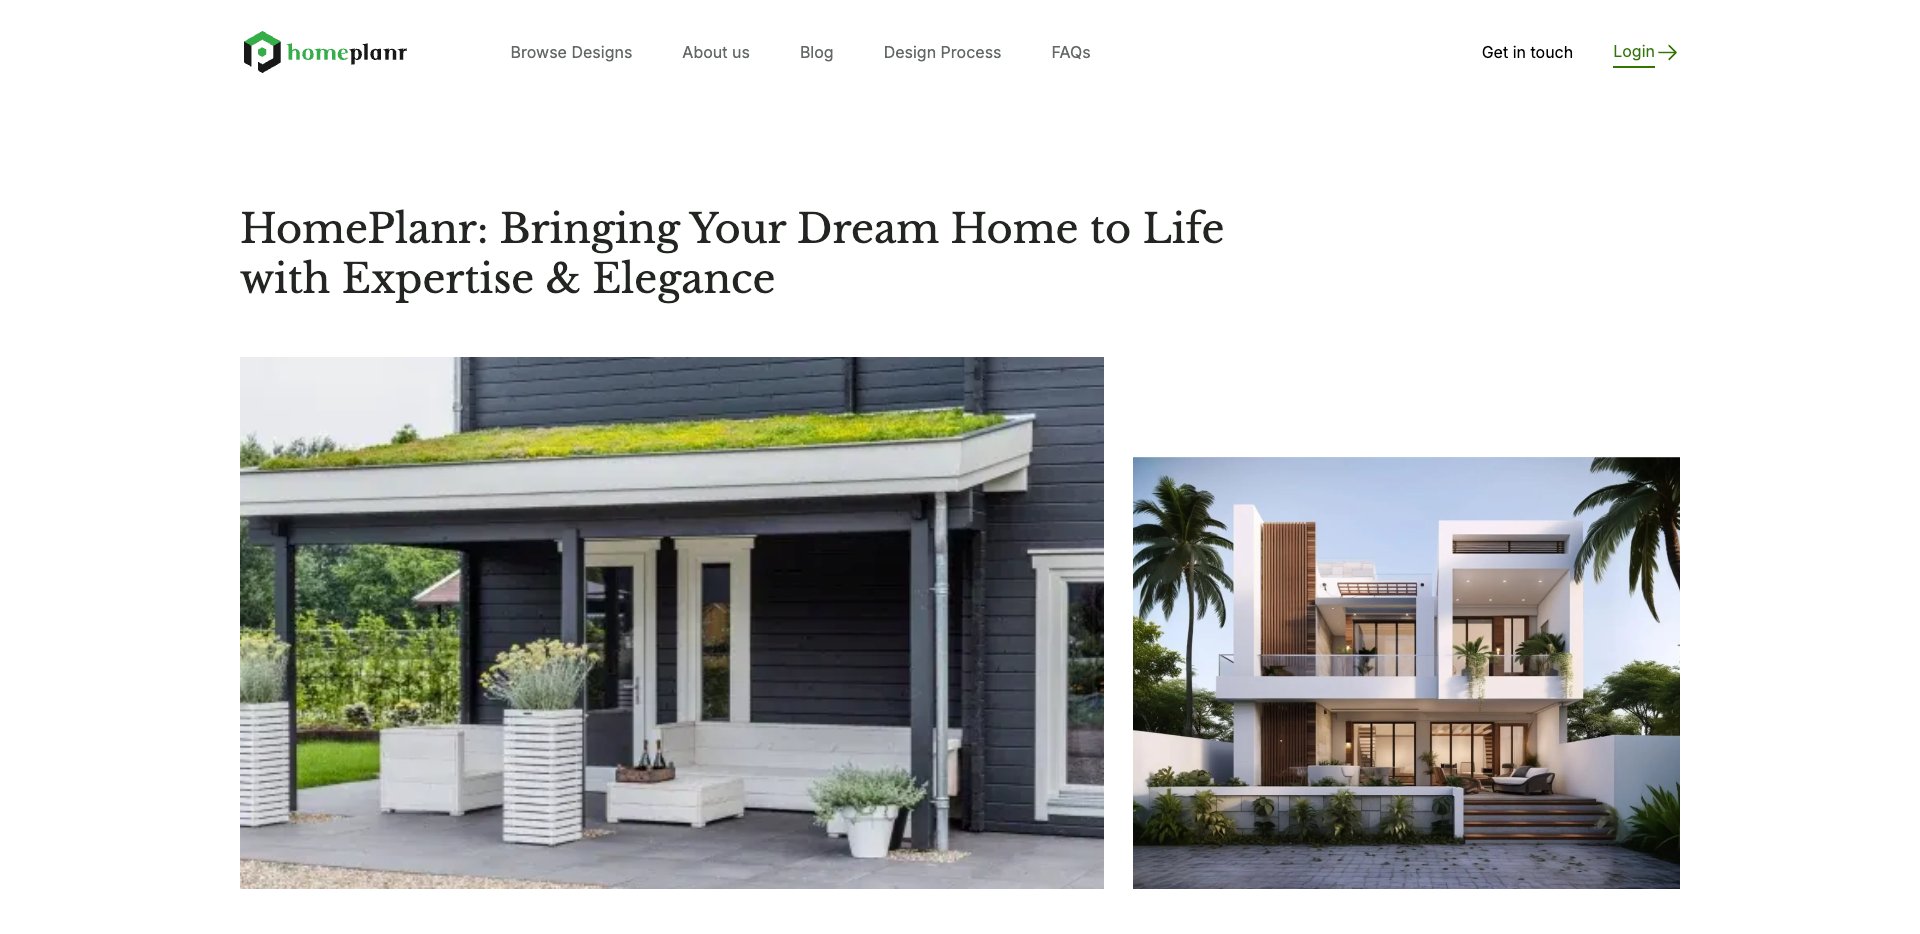 homeplanr
Browse Designs
About us
Blog
Design Process
FAQs
Get in touch
Login
HomePlanr: Bringing Your Dream Home to Life
with Expertise & Elegance